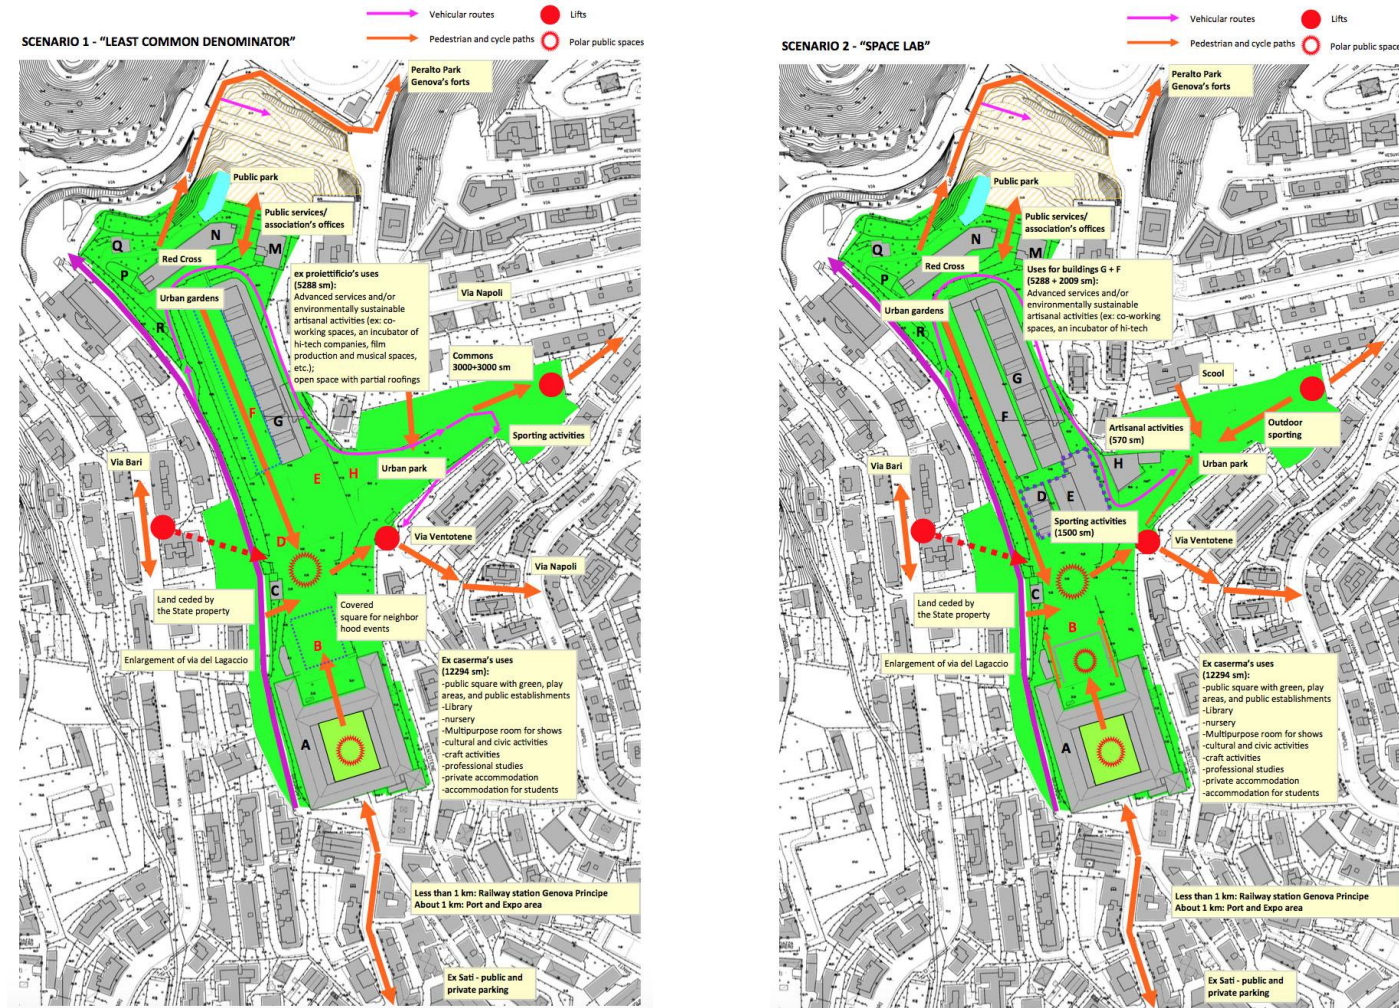 SCENARIO 1 - "LEAST COMMON DENOMINATOR"
Vehicular routes
Lifts
Pedestrian and cycle paths
Polar public spaces
Peralto Park
Genova's forts
Public park
Public services/
association's offices
Q
N
M
P
Red Cross
Urban gardens
R
ex proiettificio's uses
(5288 sm):
Advanced services and/or
environmentally sustainable
artisanal activities (ex: co-
working spaces, an incubator of
hi-tech companies, film
production and musical spaces,
etc.);
open space with partial roofings
Via Napoli
Commons
3000+3000 sm
Sporting activities
F
G
E
H
Urban park
Via Bari
D
Via Ventotene
Via Napoli
C
Land ceded by
the State property
Covered
square for neighbor
hood events
B
Enlargement of via del Lagaccio
A
Ex caserma's uses
(12294 sm):
-public square with green, play
areas, and public establishments
-Library
-nursery
-Multipurpose room for shows
-cultural and civic activities
-craft activities
-professional studies
-private accommodation
-accommodation for students
Less than 1 km: Railway station Genova Principe
About 1 km: Port and Expo area
Ex Sati - public and
private parking
SCENARIO 2 - "SPACE LAB"
Vehicular routes
Lifts
Pedestrian and cycle paths
Polar public space
Peralto Park
Genova's forts
Public park
Public services/
association's offices
Q
N
M
P
Red Cross
Urban gardens
R
Uses for buildings G + F
(5288 + 2009 sm):
Advanced services and/or
environmentally sustainable
artisanal activities (ex: co-working
spaces, an incubator of hi-tech
Scool
G
F
Artisanal activities
(570 sm)
Outdoor
sporting
H
Urban park
Via Bari
D
E
Sporting activities
(1500 sm)
Via Ventotene
C
Land ceded by
the State property
B
Enlargement of via del Lagaccio
A
Ex caserma's uses
(12294 sm):
-public square with green, play
areas, and public establishments
-Library
-nursery
-Multipurpose room for shows
-cultural and civic activities
-craft activities
-professional studies
-private accommodation
-accommodation for students
Less than 1 km: Railway station Genova Principe
About 1 km: Port and Expo area
Ex Sati - public and
private parking